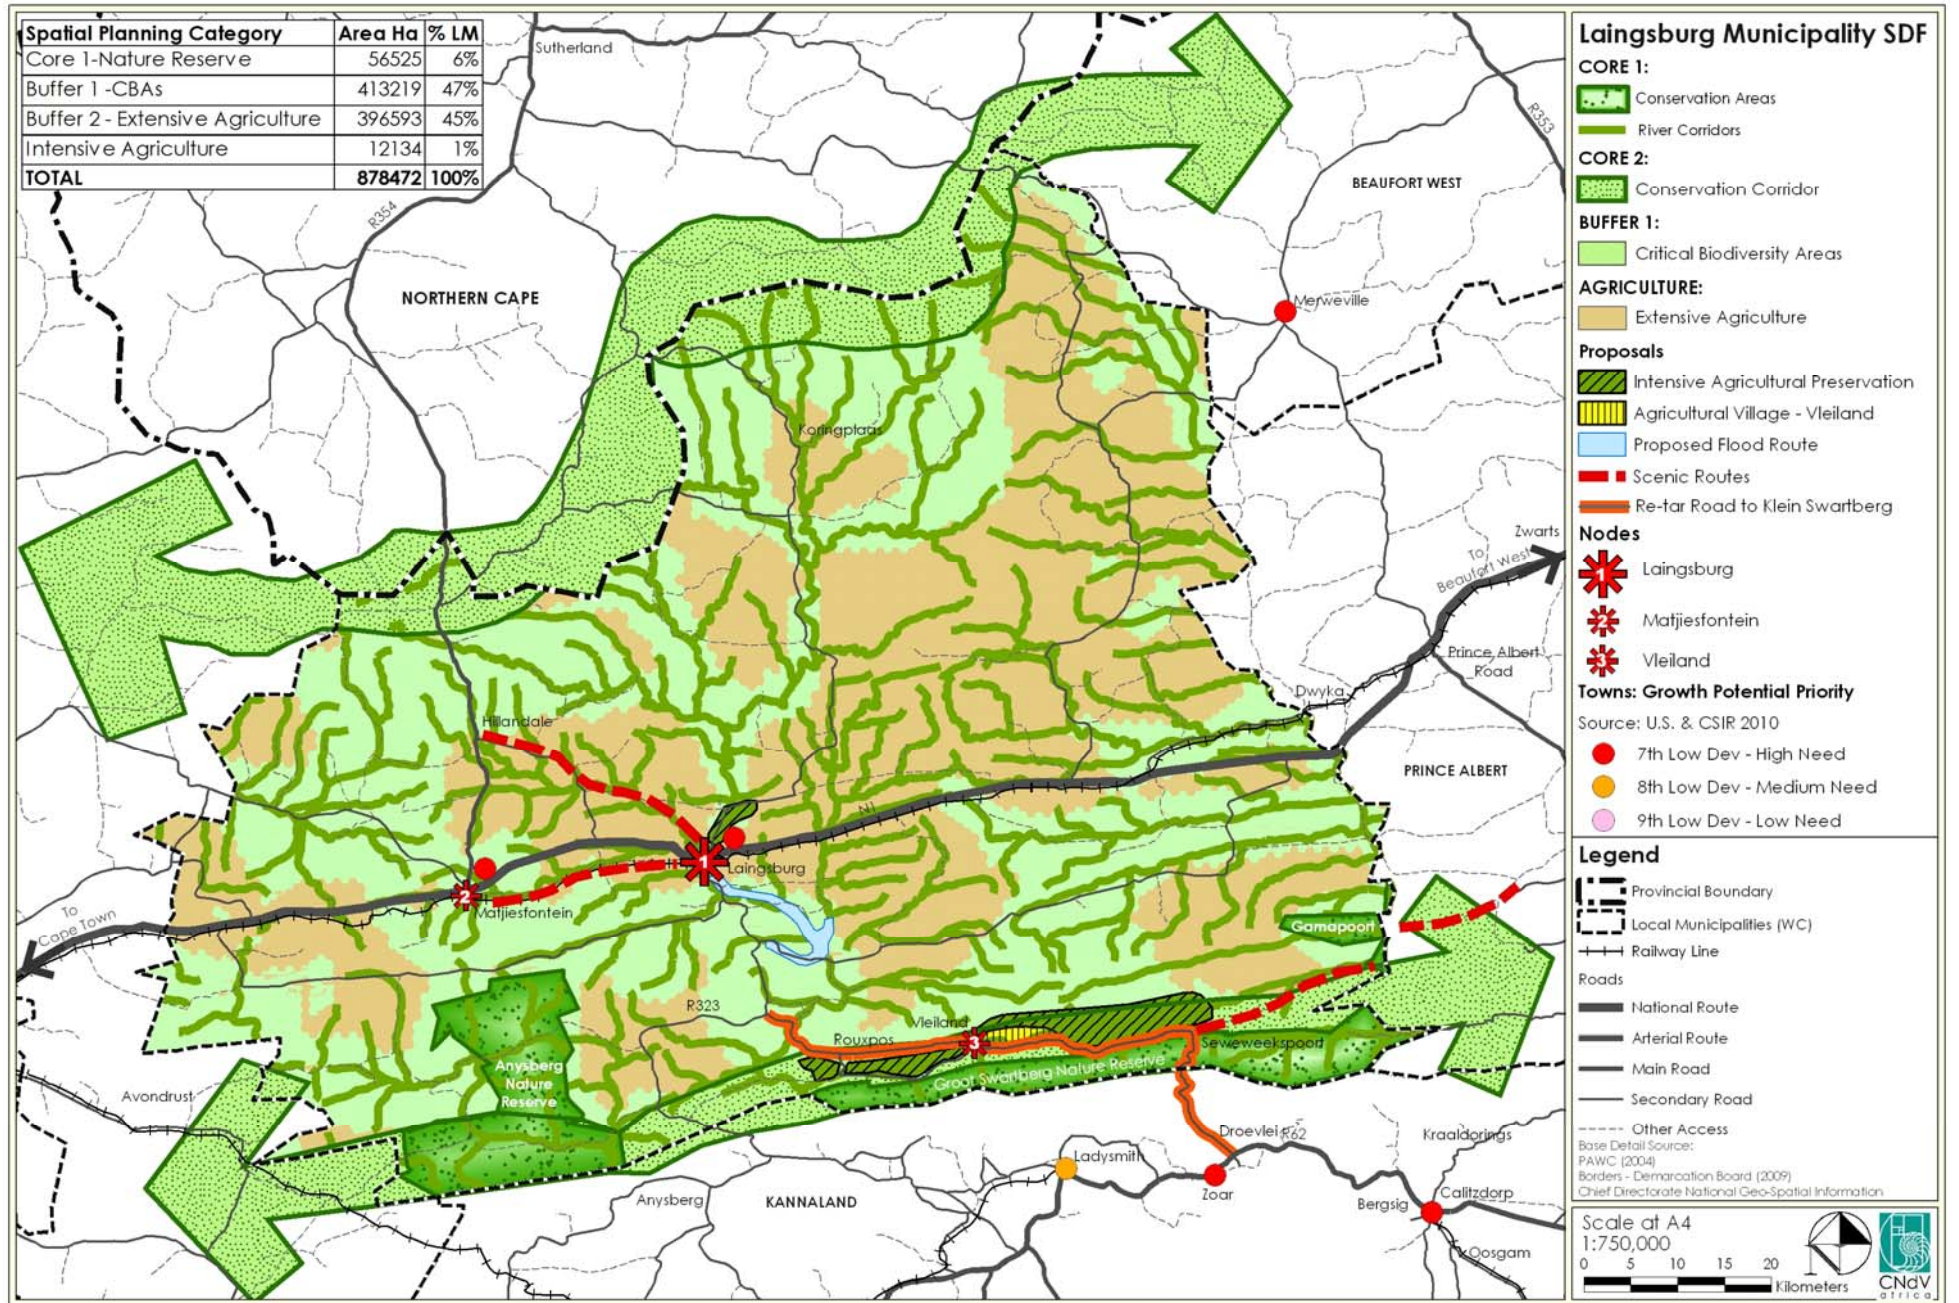 Spatial Planning Category Area Ha % LM
Core 1-Nature Reserve 56525 6%
Buffer 1 -CBAs 413219 47%
Buffer 2 - Extensive Agriculture 396593 45%
Intensive Agriculture 12134 1%
TOTAL 878472 100%
Sutherland
R353
R354
BEAUFORT WEST
NORTHERN CAPE
Merweville
Koringplaas
Zwarts
To
Beaufort West
Prince Albert
Road
Dwyka
Hillandale
PRINCE ALBERT
N1
1
Laingsburg
2
Matjiesfontein
To
Cape Town
Gamapoort
R323
Vleiland
3
Rouxpos
Seweweekspoort
Groot Swartberg Nature Reserve
Anysberg
Nature
Reserve
Avondrust
Droevlei
R62
Kraaldorings
Ladysmith
Anysberg
KANNALAND
Zoar
Bergsig
Calitzdorp
Oosgam
Laingsburg Municipality SDF
CORE 1:
Conservation Areas
River Corridors
CORE 2:
Conservation Corridor
BUFFER 1:
Critical Biodiversity Areas
AGRICULTURE:
Extensive Agriculture
Proposals
Intensive Agricultural Preservation
Agricultural Village - Vleiland
Proposed Flood Route
Scenic Routes
Re-tar Road to Klein Swartberg
Nodes
1 Laingsburg
2 Matjiesfontein
3 Vleiland
Towns: Growth Potential Priority
Source: U.S. & CSIR 2010
7th Low Dev - High Need
8th Low Dev - Medium Need
9th Low Dev - Low Need
Legend
Provincial Boundary
Local Municipalities (WC)
Railway Line
Roads
National Route
Arterial Route
Main Road
Secondary Road
Other Access
Base Detail Source:
PAWC (2004)
Borders - Demarcation Board (2009)
Chief Directorate National Geo-Spatial Information
Scale at A4
1:750,000
0 5 10 15 20
Kilometers
CNdV
africa